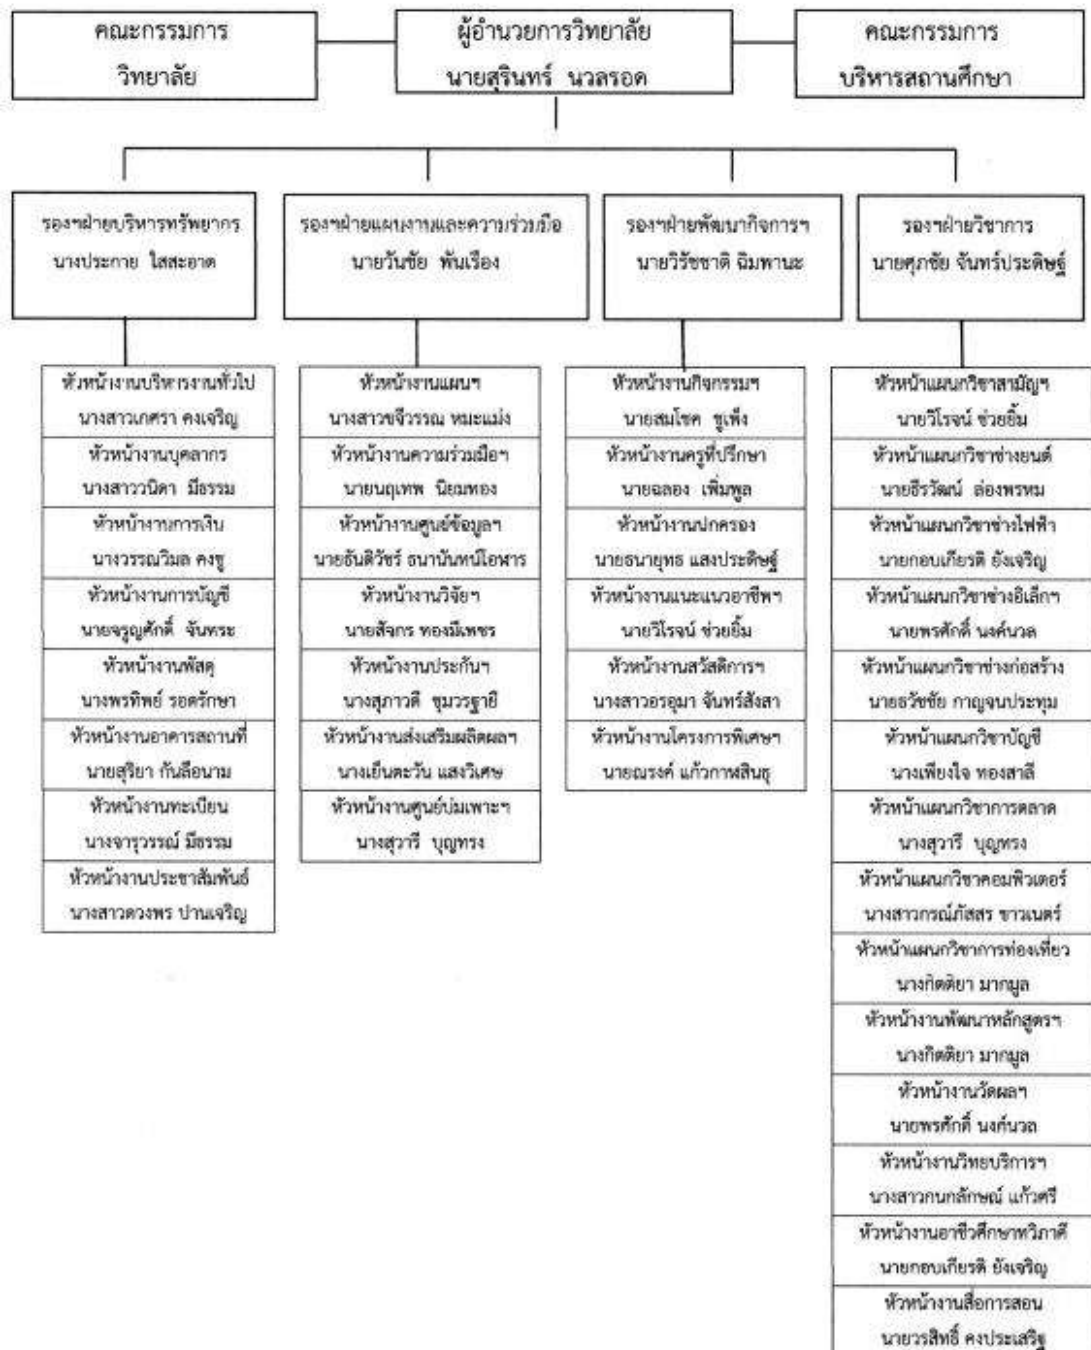 คณะกรรมการ
วิทยาลัย
ผู้อำนวยการวิทยาลัย
นายสุรินทร์ นวลรอด
คณะกรรมการ
บริหารสถานศึกษา
รองฯฝ่ายบริหารทรัพยากร
นางประกาย ใสสะอาด
รองฯฝ่ายแผนงานและความร่วมมือ
นายวันชัย พันเรือง
รองฯฝ่ายพัฒนากิจการฯ
นายวิรัชชาติ ฉิมพานะ
รองฯฝ่ายวิชาการ
นายศุภชัย จันทร์ประดิษฐ์
หัวหน้างานบริหารงานทั่วไป
นางสาวเกศรา คงเจริญ
หัวหน้างานบุคลากร
นางสาววนิดา มีธรรม
หัวหน้างานการเงิน
นางวรรณวิมล คงชู
หัวหน้างานการบัญชี
นายจรูญศักดิ์ จันทระ
หัวหน้างานพัสดุ
นางพรทิพย์ รอดรักษา
หัวหน้างานอาคารสถานที่
นายสุริยา กันลือนาม
หัวหน้างานทะเบียน
นางจารุวรรณ์ มีธรรม
หัวหน้างานประชาสัมพันธ์
นางสาวดวงพร ปานเจริญ
หัวหน้างานแผนฯ
นางสาวขจีวรรณ หมะแม่ง
หัวหน้างานความร่วมมือฯ
นายนฤเทพ นิยมทอง
หัวหน้างานศูนย์ข้อมูลฯ
นายธันดิวัชร์ ธนานันทน์โอฬาร
หัวหน้างานวิจัยฯ
นายสัจกร ทองมีเพชร
หัวหน้างานประกันฯ
นางสุภาวดี ชุมวรฐายี
หัวหน้างานส่งเสริมผลิตผลฯ
นางเย็นตะวัน แสงวิเศษ
หัวหน้างานศูนย์บ่มเพาะฯ
นางสุวารี บุญทรง
หัวหน้างานกิจกรรมฯ
นายสมโชค ชูเพ็ง
หัวหน้างานครูที่ปรึกษา
นายฉลอง เพิ่มพูล
หัวหน้างานปกครอง
นายธนายุทธ แสงประดิษฐ์
หัวหน้างานแนะแนวอาชีพฯ
นายวิโรจน์ ช่วยยิ้ม
หัวหน้างานสวัสดิการฯ
นางสาวอรอุมา จันทร์สังสา
หัวหน้างานโครงการพิเศษฯ
นายณรงค์ แก้วกาฬสินธุ
หัวหน้าแผนกวิชาสามัญฯ
นายวิโรจน์ ช่วยยิ้ม
หัวหน้าแผนกวิชาช่างยนต์
นายธีรวัฒน์ ล่องพรหม
หัวหน้าแผนกวิชาช่างไฟฟ้า
นายกอบเกียรติ ยังเจริญ
หัวหน้าแผนกวิชาช่างอิเล็กฯ
นายพรศักดิ์ นงค์นวล
หัวหน้าแผนกวิชาช่างก่อสร้าง
นายธวัชชัย กาญจนประทุม
หัวหน้าแผนกวิชาบัญชี
นางเพียงใจ ทองสาลี
หัวหน้าแผนกวิชาการตลาด
นางสุวารี บุญทรง
หัวหน้าแผนกวิชาคอมพิวเตอร์
นางสาวกรณ์ภัสสร ขาวเนตร์
หัวหน้าแผนกวิชาการท่องเที่ยว
นางกิตติยา มากมูล
หัวหน้างานพัฒนาหลักสูตรฯ
นางกิตติยา มากมูล
หัวหน้างานวัดผลฯ
นายพรศักดิ์ นงค์นวล
หัวหน้างานวิทยบริการฯ
นางสาวกนกลักษณ์ แก้วศรี
หัวหน้างานอาชีวศึกษาทวิภาคี
นายกอบเกียรติ ยังเจริญ
หัวหน้างานสื่อการสอน
นายวรสิทธิ์ คงประเสริฐ